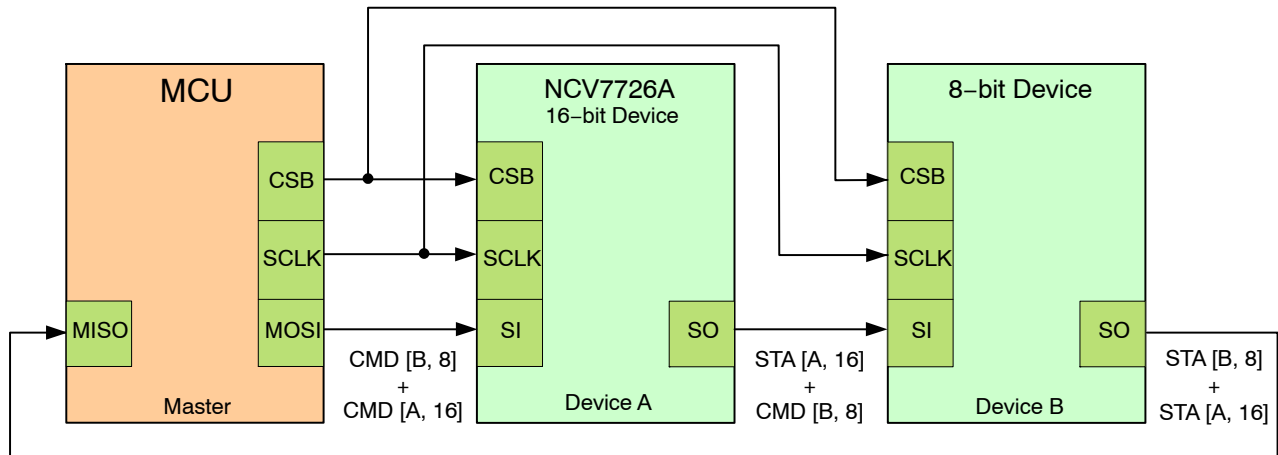 MCU
CSB
SCLK
MISO
MOSI
Master
CMD [B, 8]
+
CMD [A, 16]
NCV7726A
16−bit Device
CSB
SCLK
SI
SO
Device A
STA [A, 16]
+
CMD [B, 8]
8−bit Device
CSB
SCLK
SI
SO
Device B
STA [B, 8]
+
STA [A, 16]